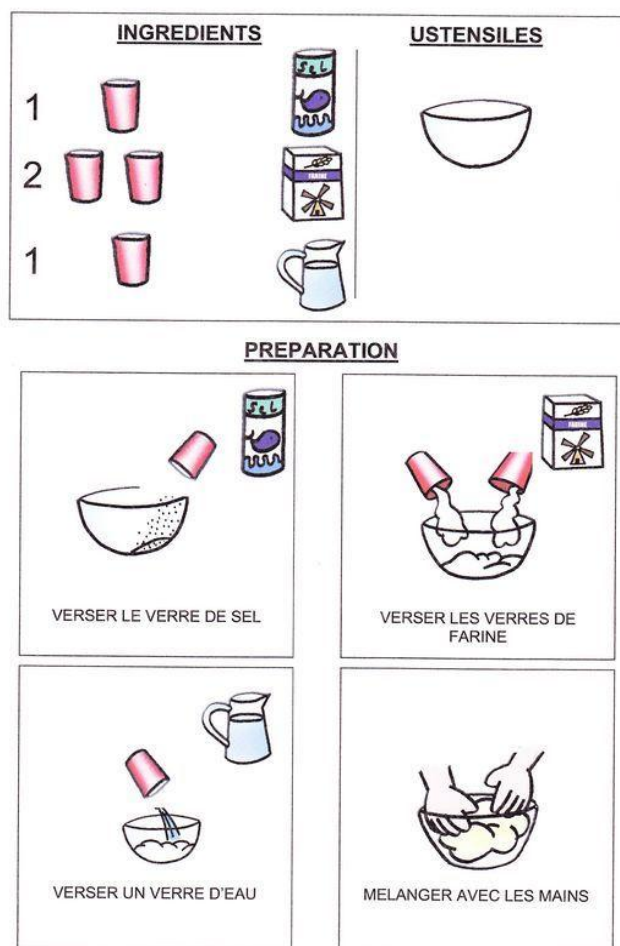 INGREDIENTS
USTENSILES
1
SeL
2
FARINE
1
PREPARATION
SeL
VERSER LE VERRE DE SEL
FARINE
VERSER LES VERRES DE
FARINE
VERSER UN VERRE D'EAU
MELANGER AVEC LES MAINS